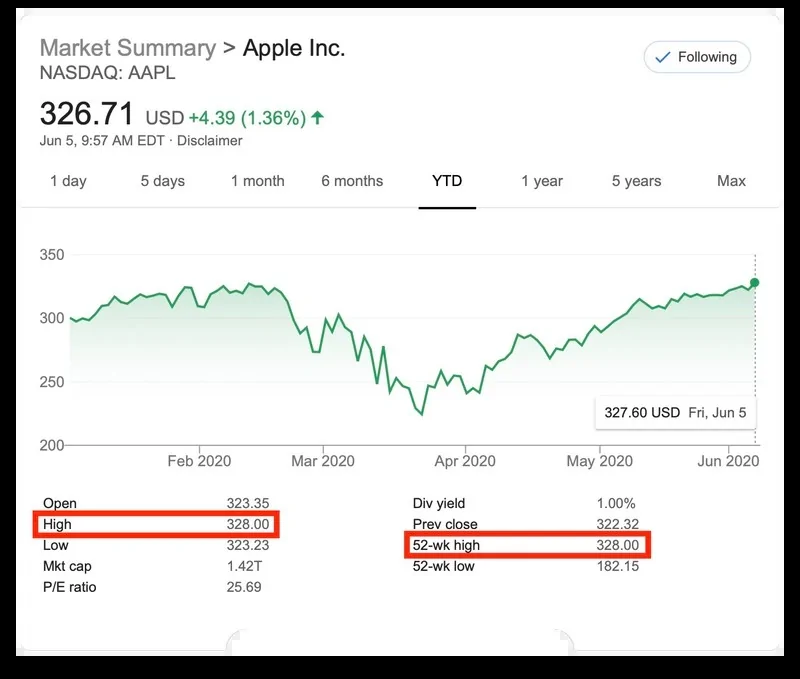 Market Summary > Apple Inc.
NASDAQ: AAPL
Following
326.71 USD +4.39 (1.36%) ↑
Jun 5, 9:57 AM EDT · Disclaimer
1 day 5 days 1 month 6 months YTD 1 year 5 years Max
350
300
250
200
327.60 USD Fri, Jun 5
Feb 2020 Mar 2020 Apr 2020 May 2020 Jun 2020
Open 323.35
High 328.00
Low 323.23
Mkt cap 1.42T
P/E ratio 25.69
Div yield 1.00%
Prev close 322.32
52-wk high 328.00
52-wk low 182.15